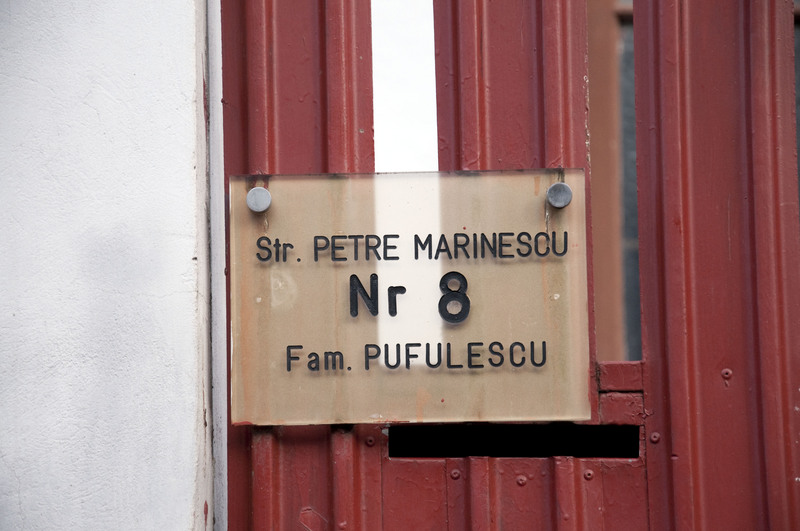 Str. PETRE MARINESCU
Nr 8
Fam. PUFULESCU